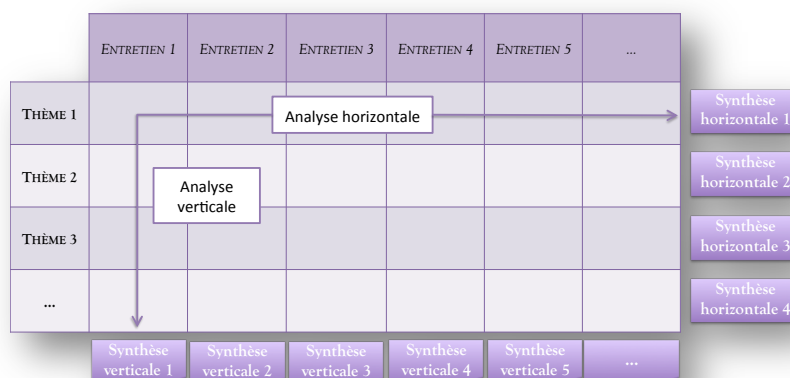 ENTRETIEN 1 ENTRETIEN 2 ENTRETIEN 3 ENTRETIEN 4 ENTRETIEN 5 ...
THÈME 1
Analyse horizontale
Synthèse
horizontale 1
THÈME 2
Analyse
verticale
Synthèse
horizontale 2
THÈME 3
Synthèse
horizontale 3
...
Synthèse
horizontale 4
Synthèse
verticale 1
Synthèse
verticale 2
Synthèse
verticale 3
Synthèse
verticale 4
Synthèse
verticale 5
...